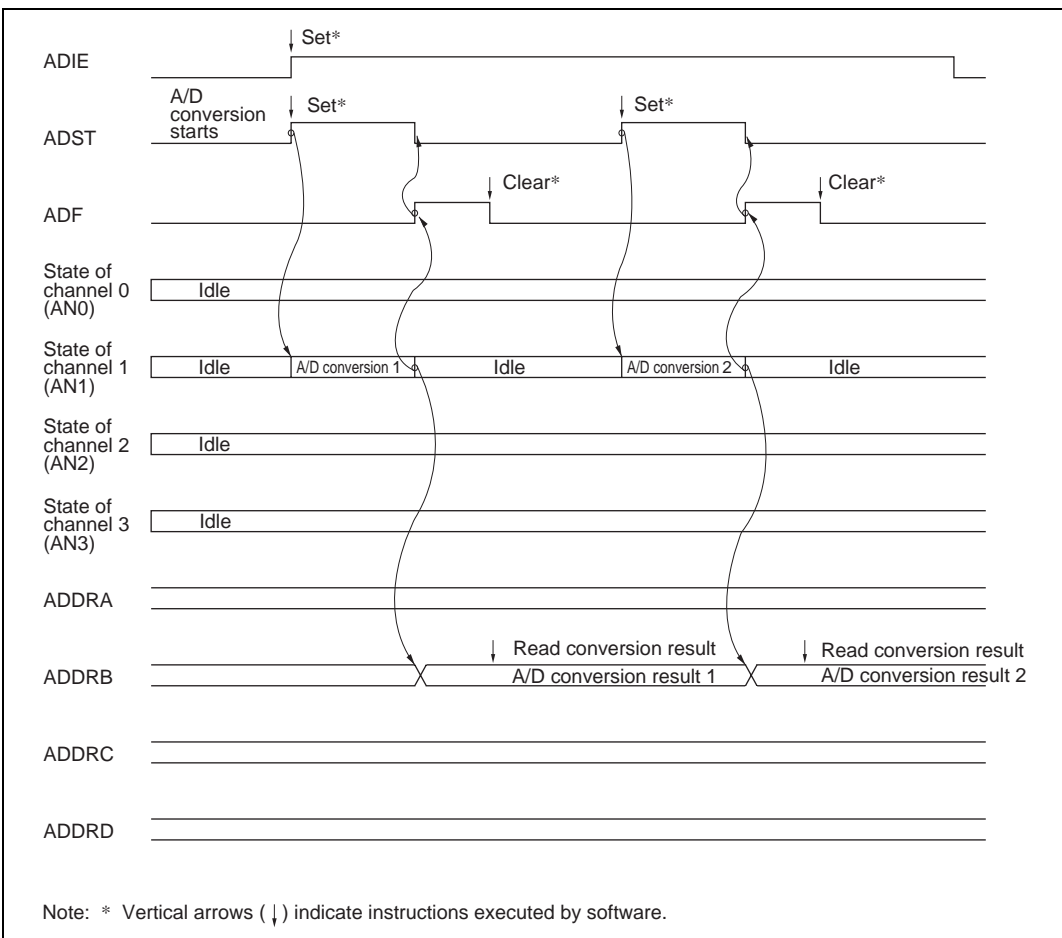 Set*
ADIE
A/D
conversion
starts
Set*
Set*
ADST
Clear*
Clear*
ADF
State of
channel 0
(AN0)
Idle
State of
channel 1
(AN1)
Idle
A/D conversion 1
Idle
A/D conversion 2
Idle
State of
channel 2
(AN2)
Idle
State of
channel 3
(AN3)
Idle
ADDRA
Read conversion result
Read conversion result
ADDRB
A/D conversion result 1
A/D conversion result 2
ADDRC
ADDRD
Note: * Vertical arrows (↓) indicate instructions executed by software.